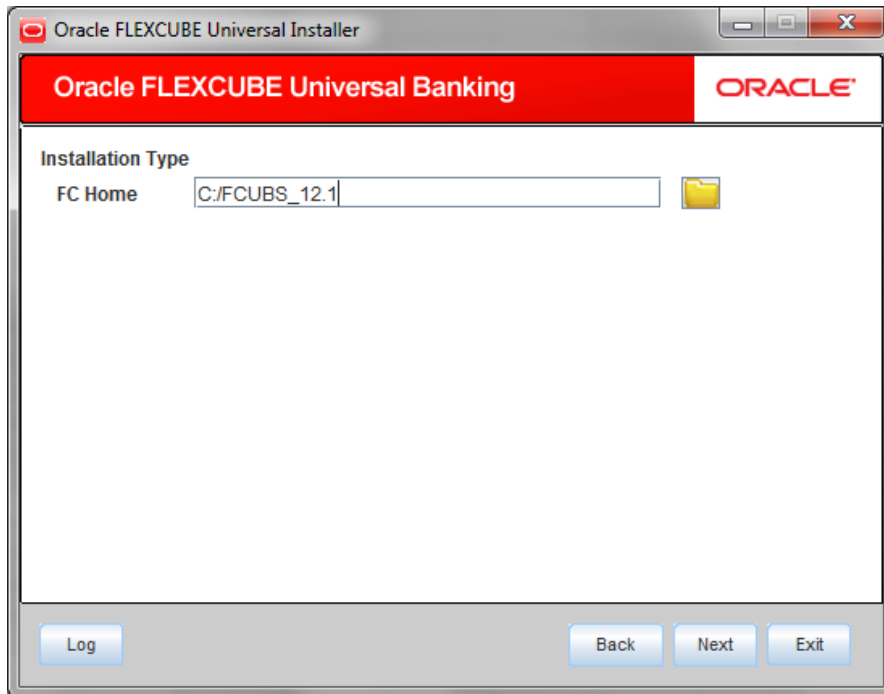 Oracle FLEXCUBE Universal Installer
Oracle FLEXCUBE Universal Banking
ORACLE
Installation Type
FC Home C:/FCUBS_12.1
Log Back Next Exit